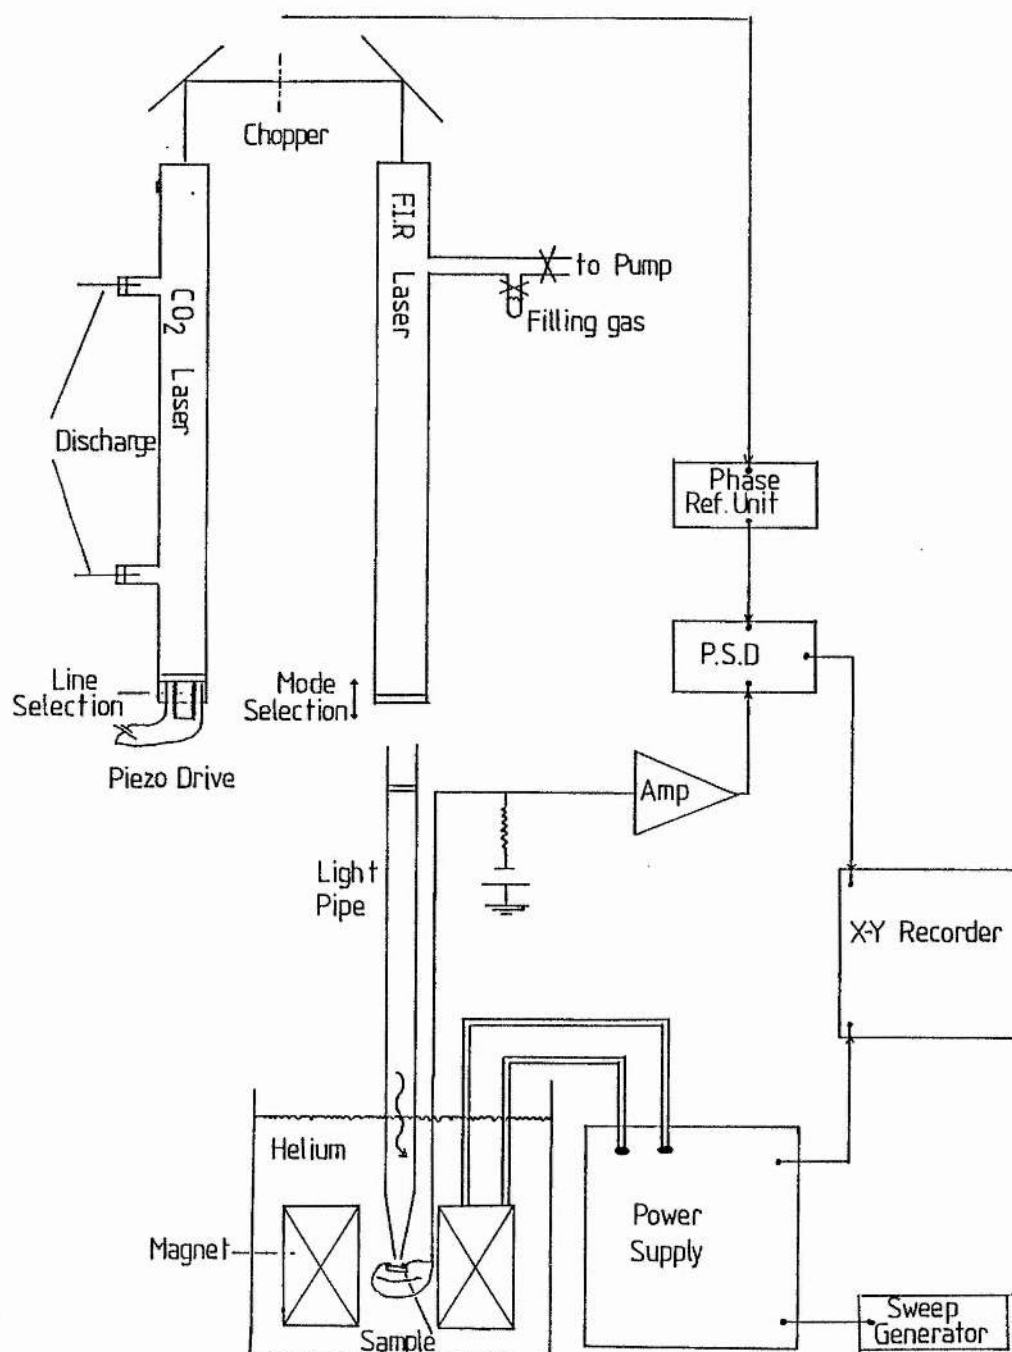 Chopper
F.I.R Laser
CO2 Laser
to Pump
Filling gas
Discharge
Phase
Ref. Unit
P.S.D
Line
Selection
Mode
Selection
Piezo Drive
Amp
Light
Pipe
X-Y Recorder
Helium
Power
Supply
Magnet
Sample
Sweep
Generator